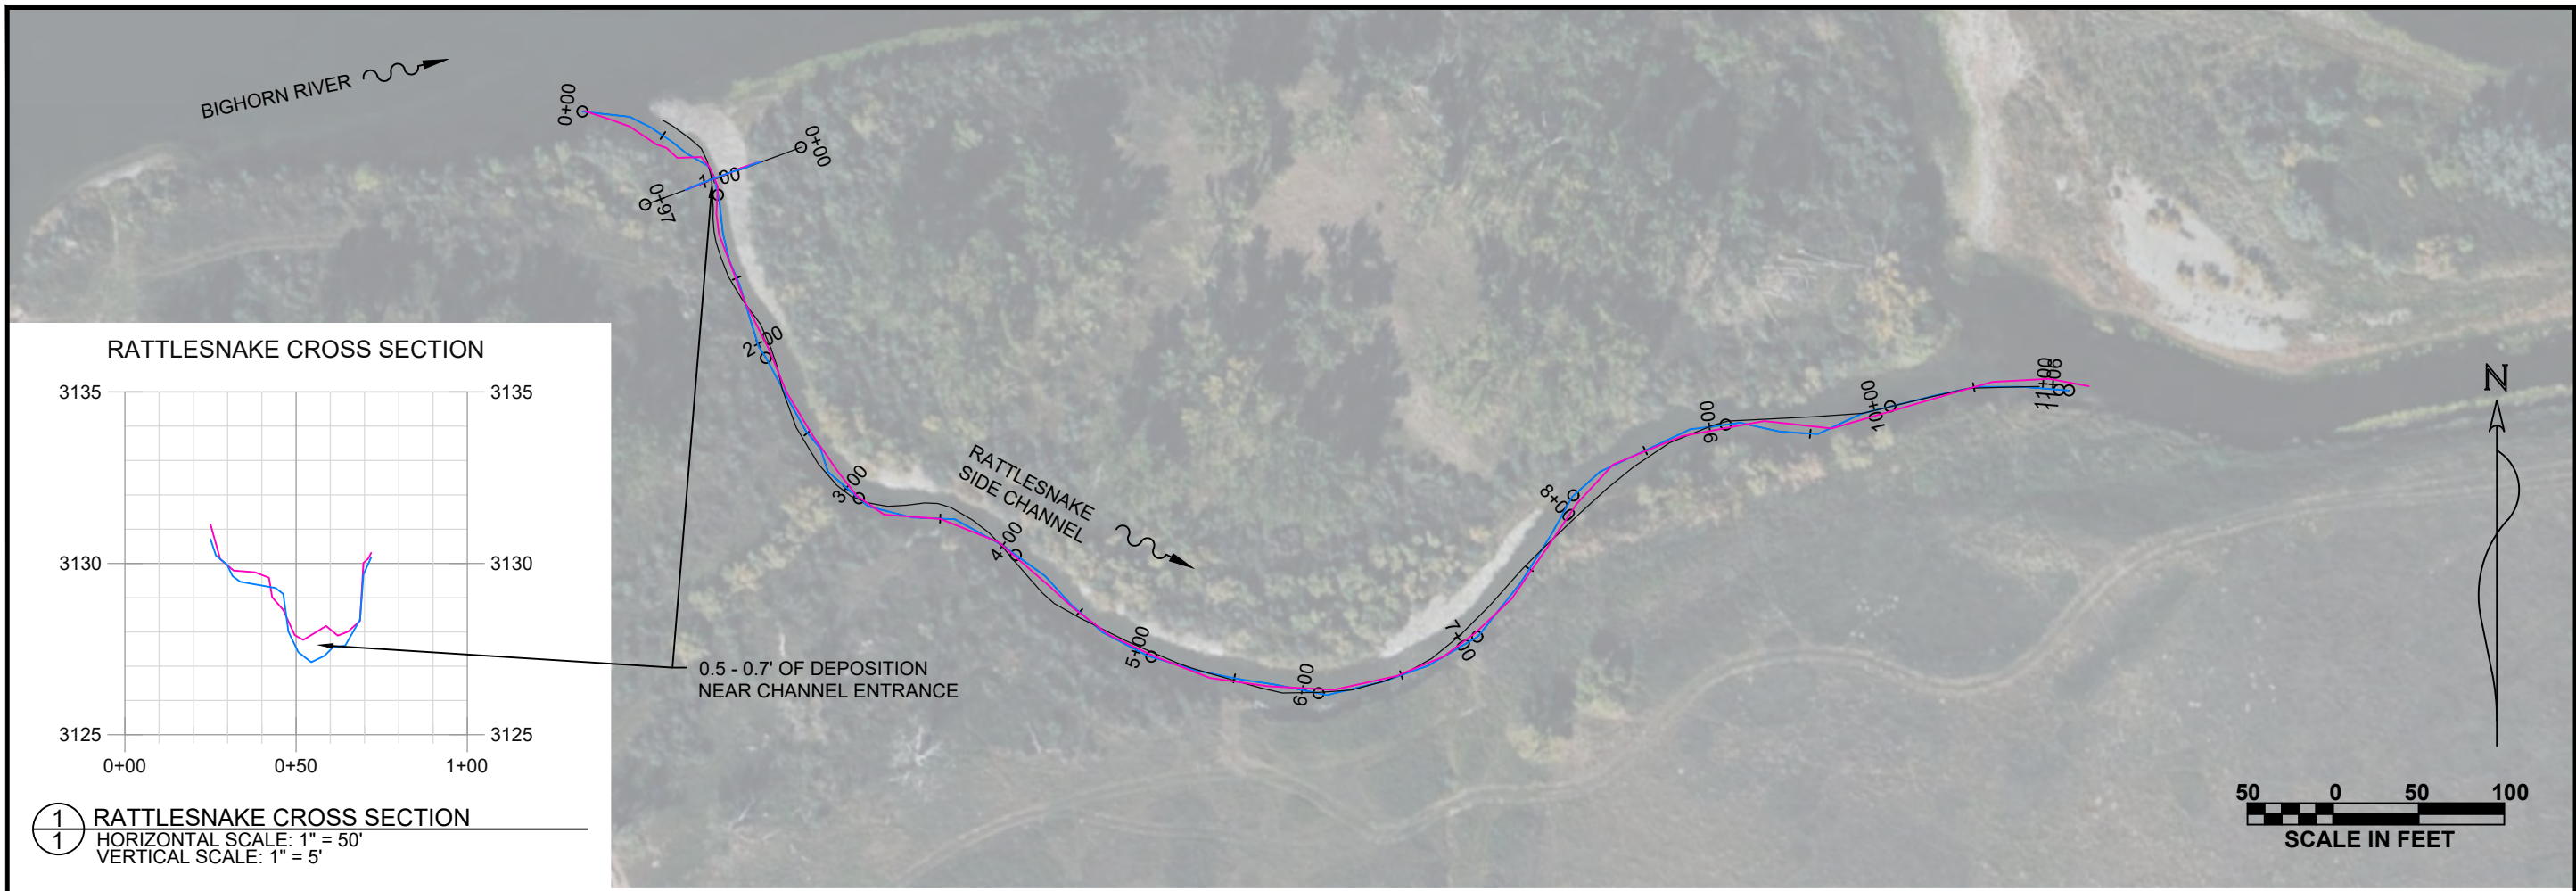 BIGHORN RIVER
0+00
0+00
0+97
1+00
2+00
3+00
4+00
5+00
6+00
7+00
8+00
9+00
10+00
11+00
11+06
RATTLESNAKE
SIDE CHANNEL
N
RATTLESNAKE CROSS SECTION
3135
3135
3130
3130
3125
3125
0+00
0+50
1+00
0.5 - 0.7' OF DEPOSITION
NEAR CHANNEL ENTRANCE
1
1
RATTLESNAKE CROSS SECTION
HORIZONTAL SCALE: 1" = 50'
VERTICAL SCALE: 1" = 5'
50 0 50 100
SCALE IN FEET